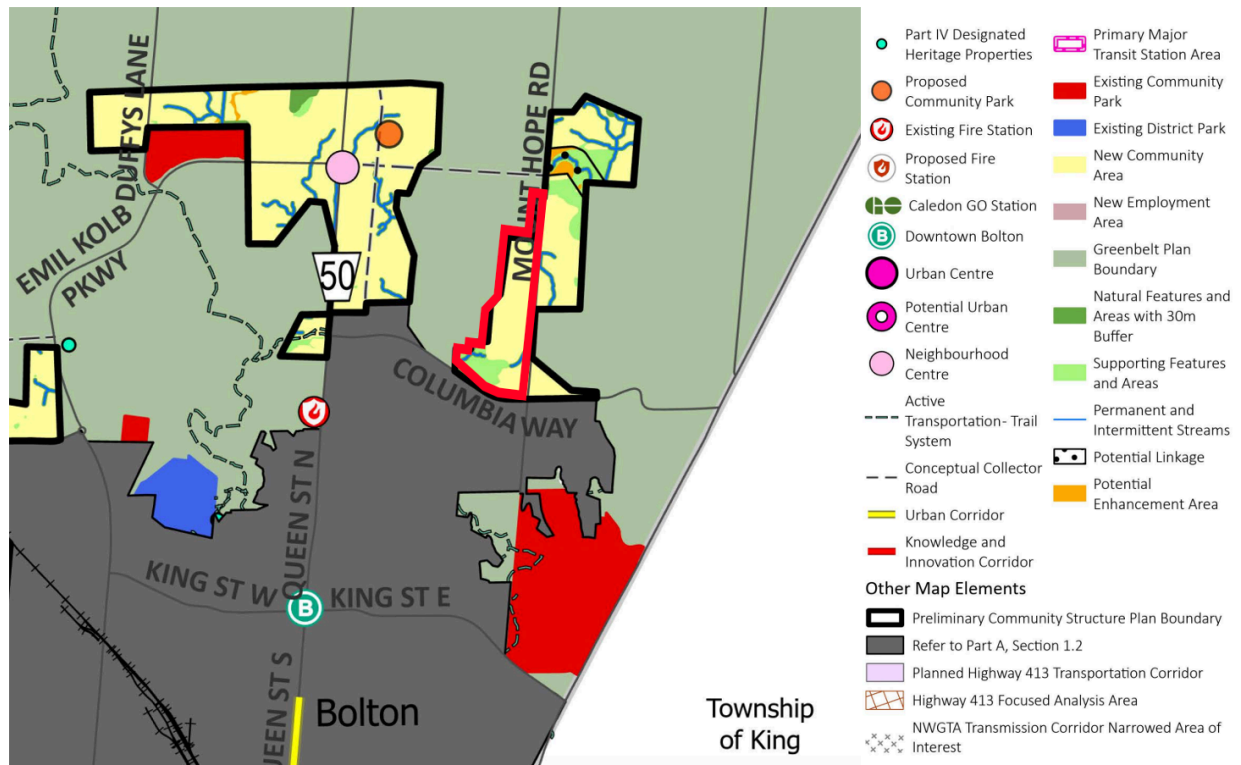 DUFFYS LANE
EMIL KOLB
PKWY
50
MOUNT HOPE RD
COLUMBIA WAY
QUEEN ST N
KING ST W
B
KING ST E
QUEEN ST S
Bolton
Township
of King
Part IV Designated
Heritage Properties
Proposed
Community Park
Existing Fire Station
Proposed Fire
Station
Caledon GO Station
B
Downtown Bolton
Urban Centre
Potential Urban
Centre
Neighbourhood
Centre
Active
Transportation- Trail
System
Conceptual Collector
Road
Urban Corridor
Knowledge and
Innovation Corridor
Primary Major
Transit Station Area
Existing Community
Park
Existing District Park
New Community
Area
New Employment
Area
Greenbelt Plan
Boundary
Natural Features and
Areas with 30m
Buffer
Supporting Features
and Areas
Permanent and
Intermittent Streams
Potential Linkage
Potential
Enhancement Area
Other Map Elements
Preliminary Community Structure Plan Boundary
Refer to Part A, Section 1.2
Planned Highway 413 Transportation Corridor
Highway 413 Focused Analysis Area
NWGTA Transmission Corridor Narrowed Area of
Interest